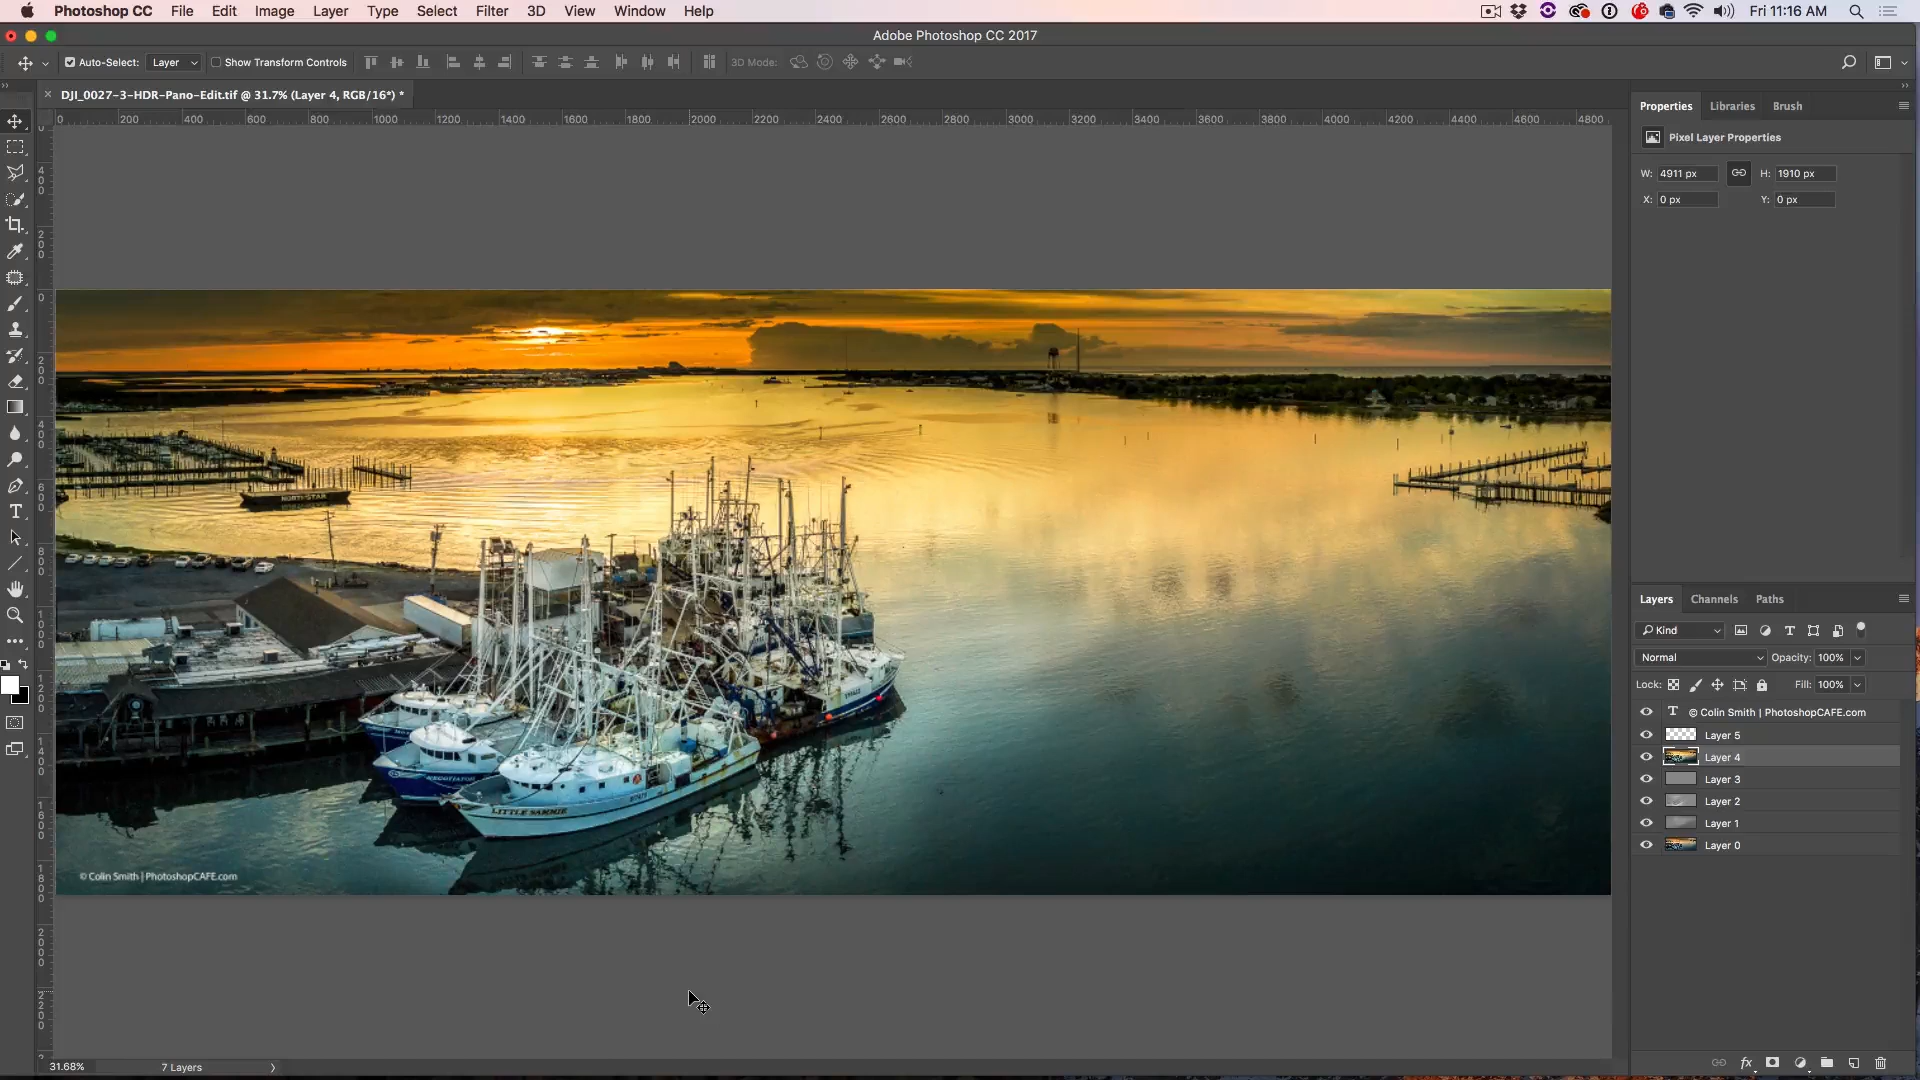 Photoshop CC File Edit Image Layer Type Select Filter 3D View Window Help Fri 11:16 AM
Adobe Photoshop CC 2017
Auto-Select: Layer Show Transform Controls 3D Mode:
DJI_0027-3-HDR-Pano-Edit.tif @ 31.7% (Layer 4, RGB/16*) *
0 200 400 600 800 1000 1200 1400 1600 1800 2000 2200 2400 2600 2800 3000 3200 3400 3600 3800 4000 4200 4400 4600 4800
Properties Libraries Brush
Pixel Layer Properties
W: 4911 px H: 1910 px
X: 0 px Y: 0 px
NORTH STAR
NEGOTIATOR
LITTLE SAMMIE
© Colin Smith | PhotoshopCAFE.com
Layers Channels Paths
Kind
Normal Opacity: 100%
Lock: Fill: 100%
T © Colin Smith | PhotoshopCAFE.com
Layer 5
Layer 4
Layer 3
Layer 2
Layer 1
Layer 0
31.68% 7 Layers
fx